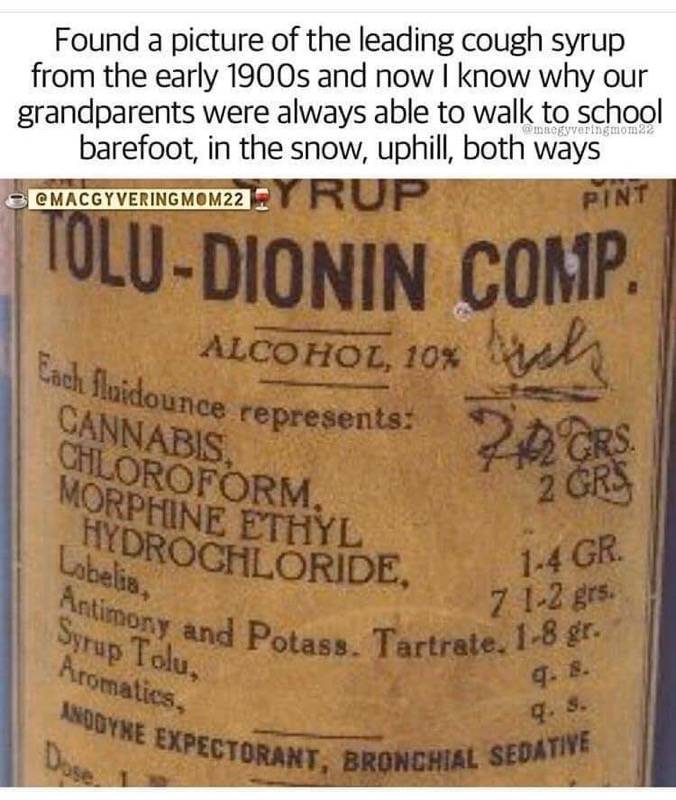 Found a picture of the leading cough syrup
from the early 1900s and now I know why our
grandparents were always able to walk to school
@macgyveringmom22
barefoot, in the snow, uphill, both ways
@MACGYVERINGMOM22
YRUP PINT
TOLU-DIONIN COMP.
ALCOHOL, 10%
Each fluidounce represents:
CANNABIS, GRS.
CHLOROFORM, 2 GRS
MORPHINE ETHYL
HYDROCHLORIDE, 1-4 GR.
Lobelia, 7 1-2 grs.
Antimony and Potass. Tartrate, 1-8 gr.
Syrup Tolu, q. s.
Aromatics, q. s.
ANODYNE EXPECTORANT, BRONCHIAL SEDATIVE
Dose